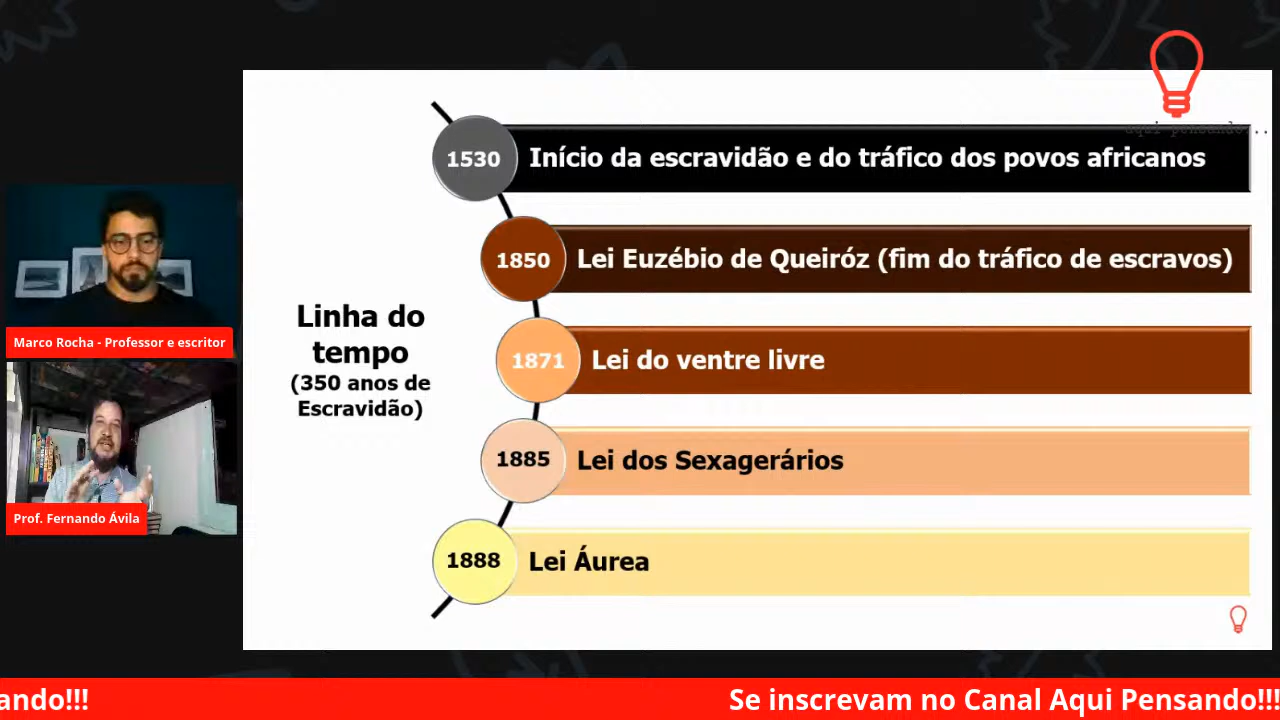 aqui pensando...
1530 Início da escravidão e do tráfico dos povos africanos
1850 Lei Euzébio de Queiróz (fim do tráfico de escravos)
Linha do
tempo
(350 anos de
Escravidão)
1871 Lei do ventre livre
1885 Lei dos Sexagerários
1888 Lei Áurea
Marco Rocha - Professor e escritor
Prof. Fernando Ávila
ando!!!
Se inscrevam no Canal Aqui Pensando!!!